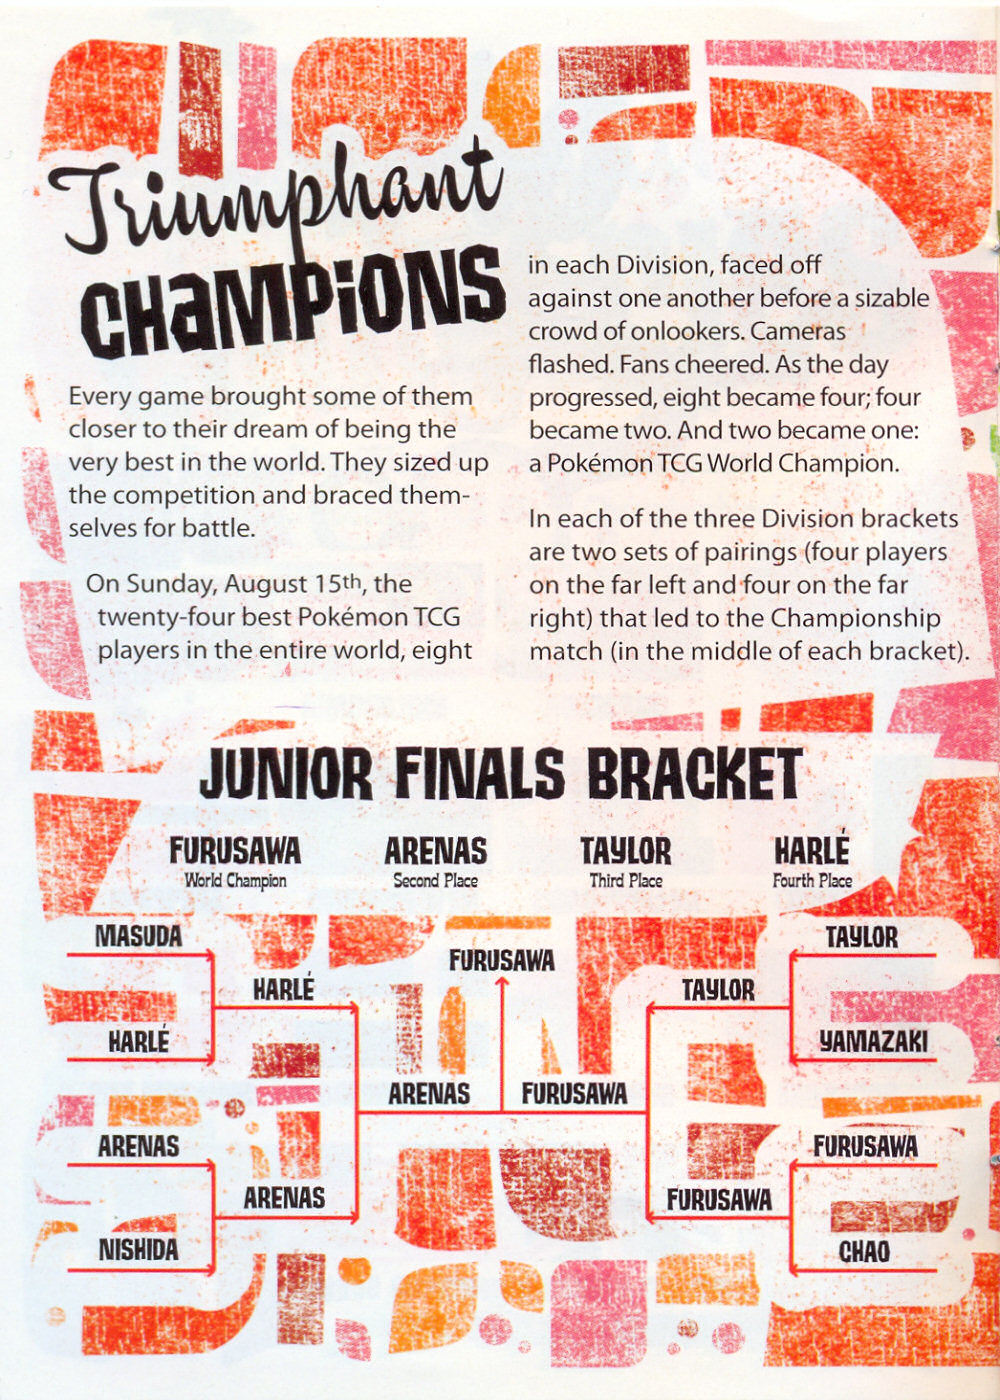 Triumphant
CHAMPiONS
Every game brought some of them
closer to their dream of being the
very best in the world. They sized up
the competition and braced them-
selves for battle.
On Sunday, August 15th, the
twenty-four best Pokémon TCG
players in the entire world, eight
in each Division, faced off
against one another before a sizable
crowd of onlookers. Cameras
flashed. Fans cheered. As the day
progressed, eight became four; four
became two. And two became one:
a Pokémon TCG World Champion.
In each of the three Division brackets
are two sets of pairings (four players
on the far left and four on the far
right) that led to the Championship
match (in the middle of each bracket).
JUNIOR FINALS BRACKET
FURUSAWA
World Champion
ARENAS
Second Place
TAYLOR
Third Place
HARLÉ
Fourth Place
MASUDA
HARLÉ
HARLÉ
ARENAS
ARENAS
NISHIDA
ARENAS
FURUSAWA
FURUSAWA
TAYLOR
TAYLOR
YAMAZAKI
FURUSAWA
FURUSAWA
CHAO